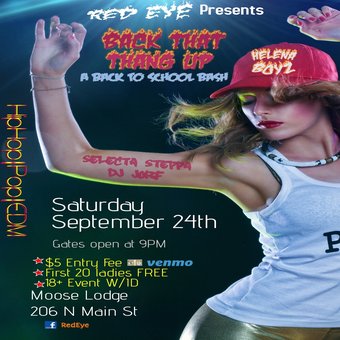 RED EYE Presents
BACK THAT
THANG UP
A BACK TO SCHOOL BASH
HELENA
BOYZ
HipHop|Pop|EDM
SELECTA STEPPA
DJ JORF
Saturday
September 24th
Gates open at 9PM
$5 Entry Fee venmo
First 20 ladies FREE
18+ Event W/ID
Moose Lodge
206 N Main St
f RedEye